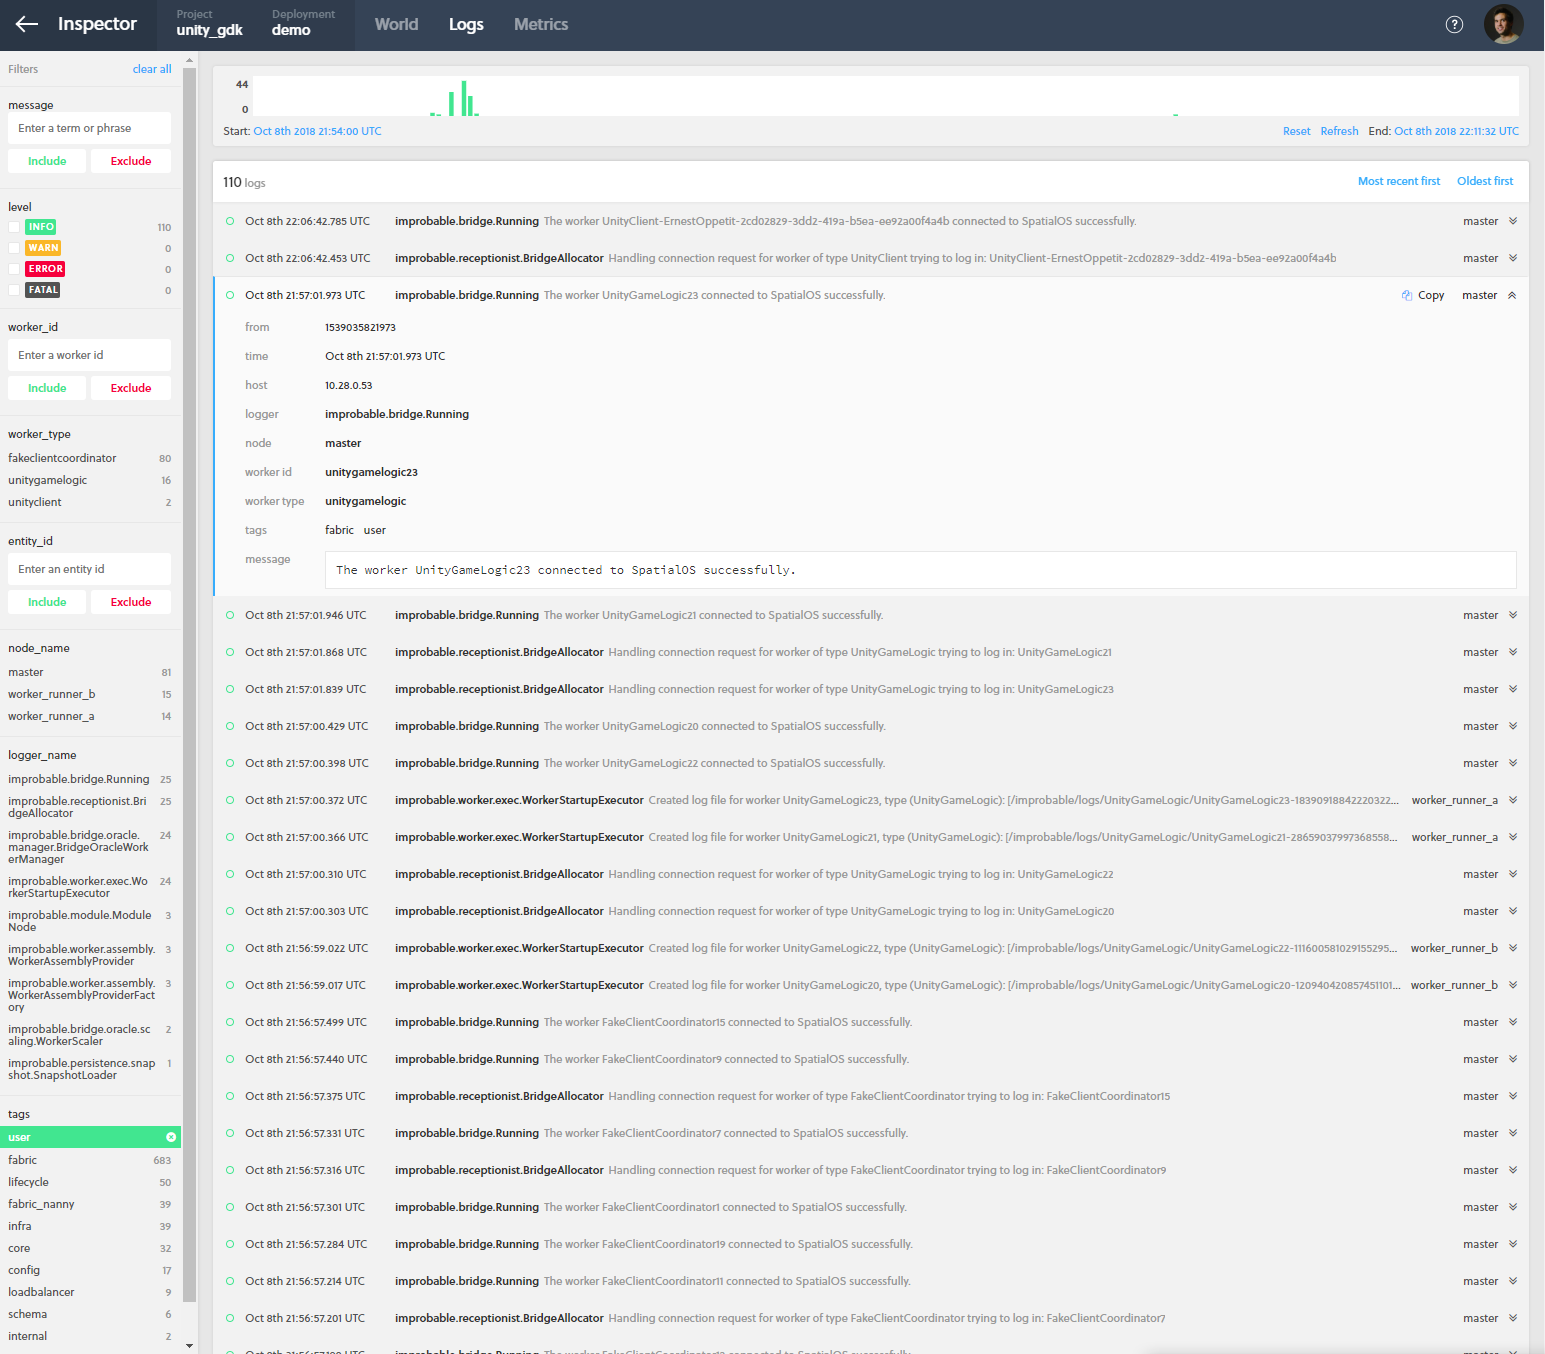 Inspector
Project
unity_gdk
Deployment
demo
World
Logs
Metrics
?
Filters
clear all
message
Enter a term or phrase
Include
Exclude
level
INFO 110
WARN 0
ERROR 0
FATAL 0
worker_id
Enter a worker id
Include
Exclude
worker_type
fakeclientcoordinator 80
unitygamelogic 16
unityclient 2
entity_id
Enter an entity id
Include
Exclude
node_name
master 81
worker_runner_b 15
worker_runner_a 14
logger_name
improbable.bridge.Running 25
improbable.receptionist.Bri 25
dgeAllocator
improbable.bridge.oracle. 24
manager.BridgeOracleWork
erManager
improbable.worker.exec.Wo 24
rkerStartupExecutor
improbable.module.Module 3
Node
improbable.worker.assembly. 3
WorkerAssemblyProvider
improbable.worker.assembly. 3
WorkerAssemblyProviderFact
ory
improbable.bridge.oracle.sc 2
aling.WorkerScaler
improbable.persistence.snap 1
shot.SnapshotLoader
tags
user
fabric 683
lifecycle 50
fabric_nanny 39
infra 39
core 32
config 17
loadbalancer 9
schema 6
internal 2
44
0
Start: Oct 8th 2018 21:54:00 UTC
Reset Refresh End: Oct 8th 2018 22:11:32 UTC
110 logs
Most recent first Oldest first
Oct 8th 22:06:42.785 UTC improbable.bridge.Running The worker UnityClient-ErnestOppetit-2cd02829-3dd2-419a-b5ea-ee92a00f4a4b connected to SpatialOS successfully. master
Oct 8th 22:06:42.453 UTC improbable.receptionist.BridgeAllocator Handling connection request for worker of type UnityClient trying to log in: UnityClient-ErnestOppetit-2cd02829-3dd2-419a-b5ea-ee92a00f4a4b master
Oct 8th 21:57:01.973 UTC improbable.bridge.Running The worker UnityGameLogic23 connected to SpatialOS successfully. Copy master
from 1539035821973
time Oct 8th 21:57:01.973 UTC
host 10.28.0.53
logger improbable.bridge.Running
node master
worker id unitygamelogic23
worker type unitygamelogic
tags fabric user
message The worker UnityGameLogic23 connected to SpatialOS successfully.
Oct 8th 21:57:01.946 UTC improbable.bridge.Running The worker UnityGameLogic21 connected to SpatialOS successfully. master
Oct 8th 21:57:01.868 UTC improbable.receptionist.BridgeAllocator Handling connection request for worker of type UnityGameLogic trying to log in: UnityGameLogic21 master
Oct 8th 21:57:01.839 UTC improbable.receptionist.BridgeAllocator Handling connection request for worker of type UnityGameLogic trying to log in: UnityGameLogic23 master
Oct 8th 21:57:00.429 UTC improbable.bridge.Running The worker UnityGameLogic20 connected to SpatialOS successfully. master
Oct 8th 21:57:00.398 UTC improbable.bridge.Running The worker UnityGameLogic22 connected to SpatialOS successfully. master
Oct 8th 21:57:00.372 UTC improbable.worker.exec.WorkerStartupExecutor Created log file for worker UnityGameLogic23, type (UnityGameLogic): [/improbable/logs/UnityGameLogic/UnityGameLogic23-18390918842220322... worker_runner_a
Oct 8th 21:57:00.366 UTC improbable.worker.exec.WorkerStartupExecutor Created log file for worker UnityGameLogic21, type (UnityGameLogic): [/improbable/logs/UnityGameLogic/UnityGameLogic21-28659037997368558... worker_runner_a
Oct 8th 21:57:00.310 UTC improbable.receptionist.BridgeAllocator Handling connection request for worker of type UnityGameLogic trying to log in: UnityGameLogic22 master
Oct 8th 21:57:00.303 UTC improbable.receptionist.BridgeAllocator Handling connection request for worker of type UnityGameLogic trying to log in: UnityGameLogic20 master
Oct 8th 21:56:59.022 UTC improbable.worker.exec.WorkerStartupExecutor Created log file for worker UnityGameLogic22, type (UnityGameLogic): [/improbable/logs/UnityGameLogic/UnityGameLogic22-111600581029155295... worker_runner_b
Oct 8th 21:56:59.017 UTC improbable.worker.exec.WorkerStartupExecutor Created log file for worker UnityGameLogic20, type (UnityGameLogic): [/improbable/logs/UnityGameLogic/UnityGameLogic20-120940420857451101... worker_runner_b
Oct 8th 21:56:57.499 UTC improbable.bridge.Running The worker FakeClientCoordinator15 connected to SpatialOS successfully. master
Oct 8th 21:56:57.440 UTC improbable.bridge.Running The worker FakeClientCoordinator9 connected to SpatialOS successfully. master
Oct 8th 21:56:57.375 UTC improbable.receptionist.BridgeAllocator Handling connection request for worker of type FakeClientCoordinator trying to log in: FakeClientCoordinator15 master
Oct 8th 21:56:57.331 UTC improbable.bridge.Running The worker FakeClientCoordinator7 connected to SpatialOS successfully. master
Oct 8th 21:56:57.316 UTC improbable.receptionist.BridgeAllocator Handling connection request for worker of type FakeClientCoordinator trying to log in: FakeClientCoordinator9 master
Oct 8th 21:56:57.301 UTC improbable.bridge.Running The worker FakeClientCoordinator1 connected to SpatialOS successfully. master
Oct 8th 21:56:57.284 UTC improbable.bridge.Running The worker FakeClientCoordinator19 connected to SpatialOS successfully. master
Oct 8th 21:56:57.214 UTC improbable.bridge.Running The worker FakeClientCoordinator11 connected to SpatialOS successfully. master
Oct 8th 21:56:57.201 UTC improbable.receptionist.BridgeAllocator Handling connection request for worker of type FakeClientCoordinator trying to log in: FakeClientCoordinator7 master